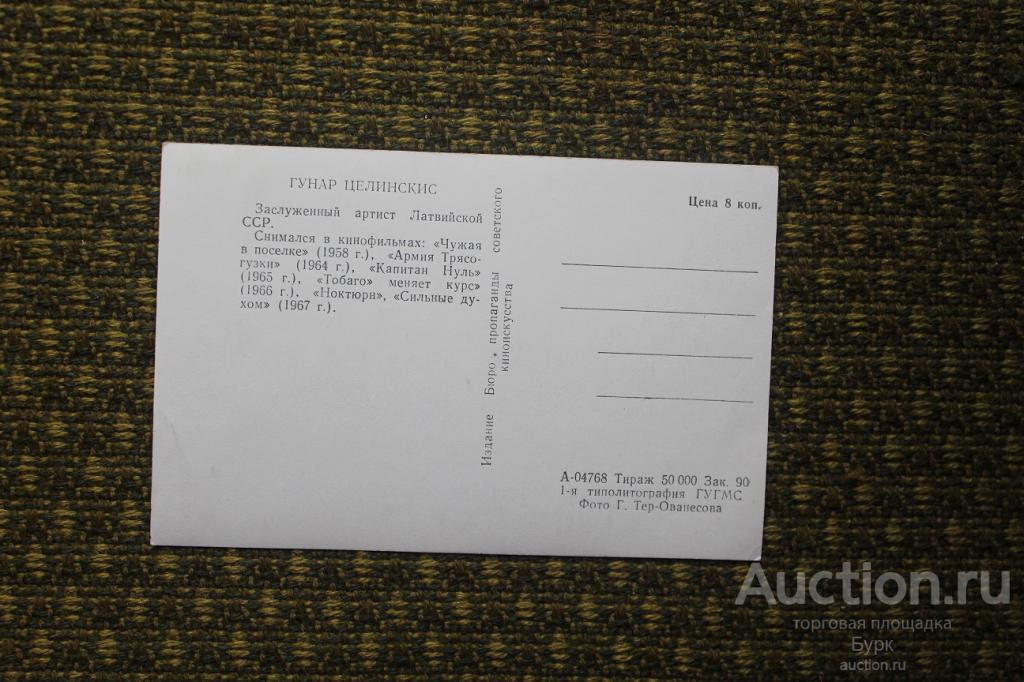 ГУНАР ЦЕЛИНСКИС
Заслуженный артист Латвийской
ССР.
Снимался в кинофильмах: «Чужая
в поселке» (1958 г.), «Армия Трясо-
гузки» (1964 г.), «Капитан Нуль»
(1965 г.), «Тобаго» меняет курс»
(1966 г.), «Ноктюрн», «Сильные ду-
хом» (1967 г.).
Издание Бюро • пропаганды советского
киноискусства
Цена 8 коп.
А-04768 Тираж 50 000 Зак. 90
1-я типолитография ГУГМС
Фото Г. Тер-Ованесова
Auction.ru
торговая площадка
Бурк
auction.ru